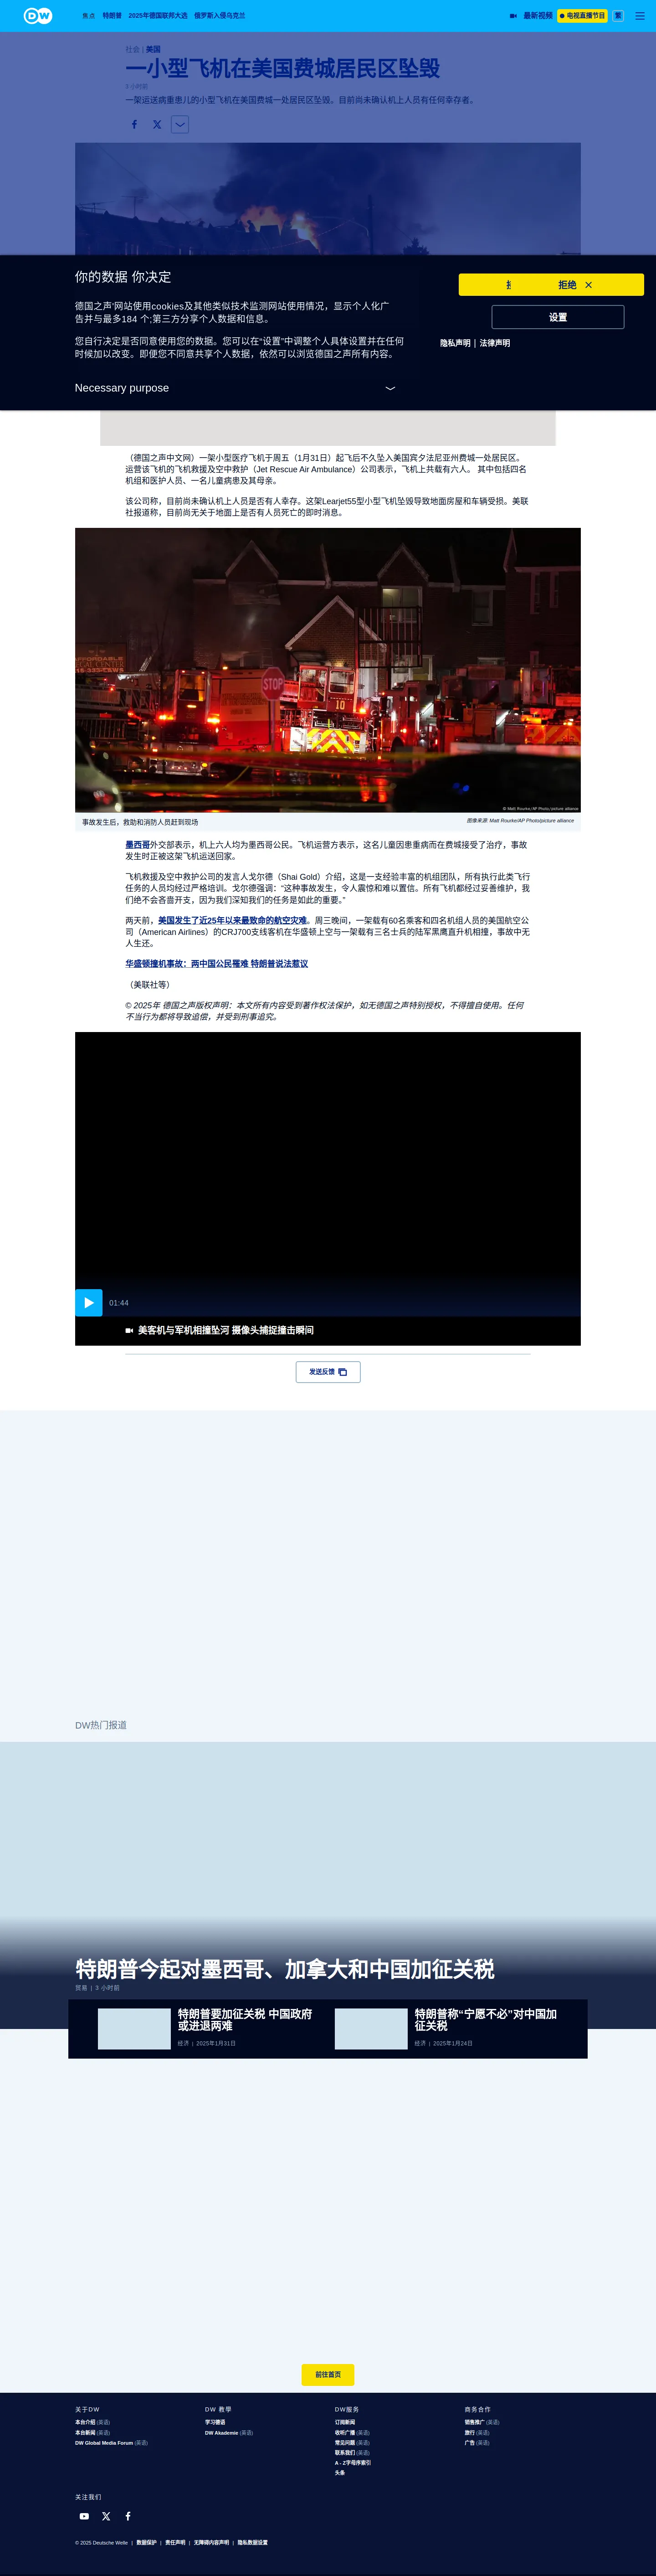 DW
焦点 特朗普 2025年德国联邦大选 俄罗斯入侵乌克兰
最新视频 电视直播节目 繁
社会 | 美国
一小型飞机在美国费城居民区坠毁
3 小时前
一架运送病重患儿的小型飞机在美国费城一处居民区坠毁。目前尚未确认机上人员有任何幸存者。
你的数据 你决定
拒绝
设置
隐私声明 | 法律声明
德国之声'网站使用cookies及其他类似技术监测网站使用情况，显示个人化广
告并与最多184 个;第三方分享个人数据和信息。
您自行决定是否同意使用您的数据。您可以在“设置”中调整个人具体设置并在任何
时候加以改变。即便您不同意共享个人数据，依然可以浏览德国之声所有内容。
Necessary purpose
（德国之声中文网）一架小型医疗飞机于周五（1月31日）起飞后不久坠入美国宾夕法尼亚州费城一处居民区。
运营该飞机的飞机救援及空中救护（Jet Rescue Air Ambulance）公司表示，飞机上共载有六人。 其中包括四名
机组和医护人员、一名儿童病患及其母亲。
该公司称，目前尚未确认机上人员是否有人幸存。这架Learjet55型小型飞机坠毁导致地面房屋和车辆受损。美联
社报道称，目前尚无关于地面上是否有人员死亡的即时消息。
STOP
10
© Matt Rourke/AP Photo/picture alliance
事故发生后，救助和消防人员赶到现场
图像来源: Matt Rourke/AP Photo/picture alliance
墨西哥外交部表示，机上六人均为墨西哥公民。飞机运营方表示，这名儿童因患重病而在费城接受了治疗，事故
发生时正被这架飞机运送回家。
飞机救援及空中救护公司的发言人戈尔德（Shai Gold）介绍，这是一支经验丰富的机组团队，所有执行此类飞行
任务的人员均经过严格培训。戈尔德强调：“这种事故发生，令人震惊和难以置信。所有飞机都经过妥善维护，我
们绝不会吝啬开支，因为我们深知我们的任务是如此的重要。”
两天前，美国发生了近25年以来最致命的航空灾难。周三晚间，一架载有60名乘客和四名机组人员的美国航空公
司（American Airlines）的CRJ700支线客机在华盛顿上空与一架载有三名士兵的陆军黑鹰直升机相撞，事故中无
人生还。
华盛顿撞机事故：两中国公民罹难 特朗普说法惹议
（美联社等）
© 2025年 德国之声版权声明：本文所有内容受到著作权法保护，如无德国之声特别授权，不得擅自使用。任何
不当行为都将导致追偿，并受到刑事追究。
01:44
美客机与军机相撞坠河 摄像头捕捉撞击瞬间
发送反馈
DW热门报道
特朗普今起对墨西哥、加拿大和中国加征关税
贸易 | 3 小时前
特朗普要加征关税 中国政府
或进退两难
经济 | 2025年1月31日
特朗普称“宁愿不必”对中国加
征关税
经济 | 2025年1月24日
前往首页
关于DW
本台介绍 (英语)
本台新闻 (英语)
DW Global Media Forum (英语)
DW 教學
学习德语
DW Akademie (英语)
DW服务
订阅新闻
收听广播 (英语)
常见问题 (英语)
联系我们 (英语)
A - Z字母序索引
头条
商务合作
销售推广 (英语)
旅行 (英语)
广告 (英语)
关注我们
© 2025 Deutsche Welle | 数据保护 | 责任声明 | 无障碍内容声明 | 隐私数据设置